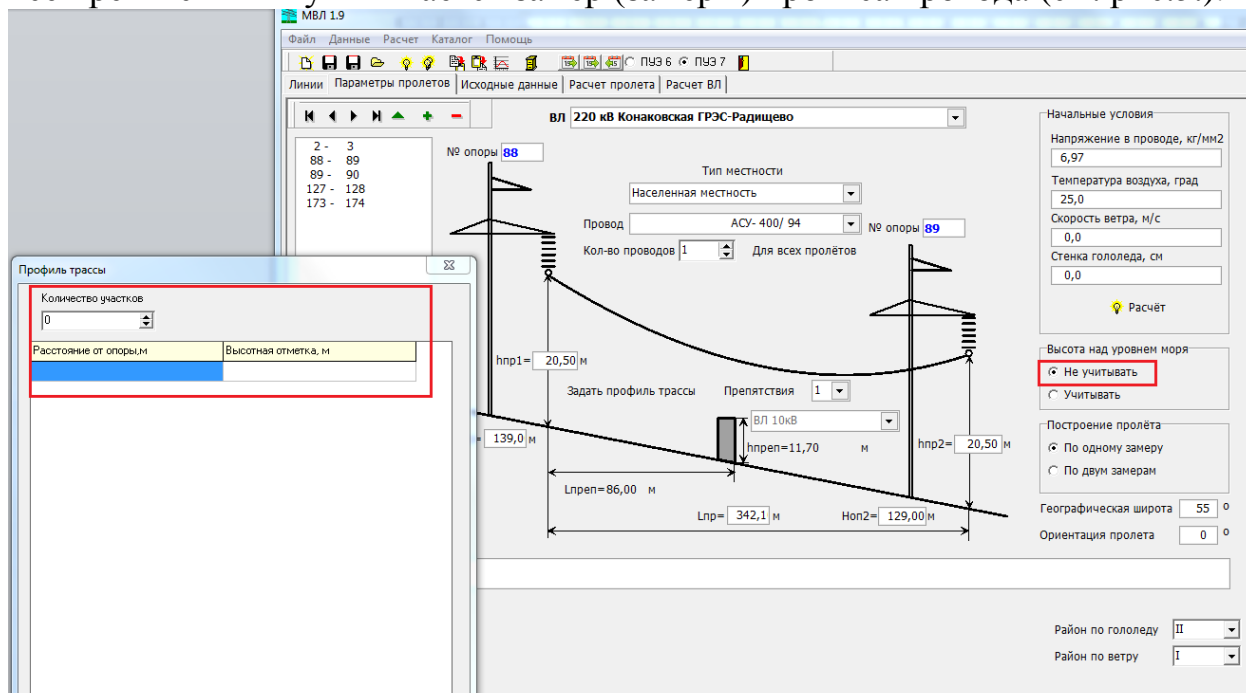 МВЛ 1.9
Файл Данные Расчет Каталог Помощь
ПУЭ 6 ПУЭ 7
Линии Параметры пролетов Исходные данные Расчет пролета Расчет ВЛ
ВЛ 220 кВ Конаковская ГРЭС-Радищево
2 - 3
88 - 89
89 - 90
127 - 128
173 - 174
№ опоры 88
Тип местности
Населенная местность
Провод АСУ- 400/ 94
№ опоры 89
Кол-во проводов 1 Для всех пролётов
hпр1= 20,50 м
Задать профиль трассы Препятствия 1
ВЛ 10кВ
= 139,0 м
hпреп=11,70 м
hпр2= 20,50 м
Lпреп=86,00 м
Lпр= 342,1 м
Hоп2= 129,00 м
Начальные условия
Напряжение в проводе, кг/мм2
6,97
Температура воздуха, град
25,0
Скорость ветра, м/с
0,0
Стенка гололеда, см
0,0
Расчёт
Высота над уровнем моря
Не учитывать
Учитывать
Построение пролёта
По одному замеру
По двум замерам
Географическая широта 55 о
Ориентация пролета 0 о
Район по гололеду II
Район по ветру I
Профиль трассы
Количество участков
0
Расстояние от опоры,м Высотная отметка, м